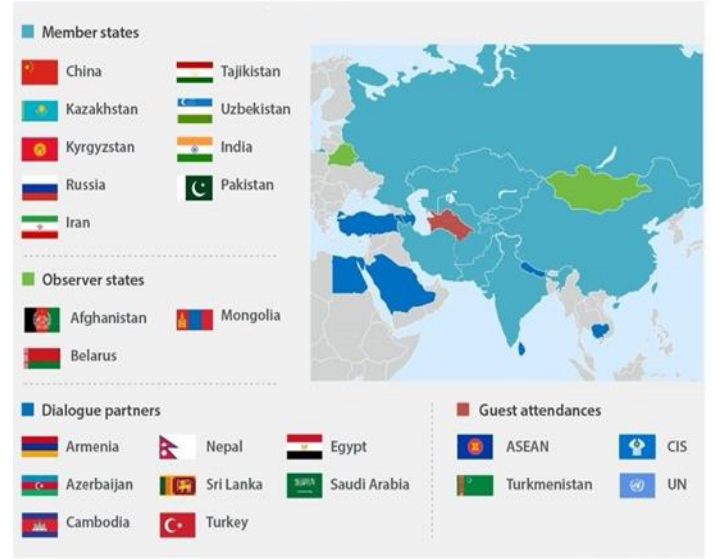 Member states
China
Tajikistan
Kazakhstan
Uzbekistan
Kyrgyzstan
India
Russia
Pakistan
Iran
Observer states
Afghanistan
Mongolia
Belarus
Dialogue partners
Armenia
Nepal
Egypt
Azerbaijan
Sri Lanka
Saudi Arabia
Cambodia
Turkey
Guest attendances
ASEAN
CIS
Turkmenistan
UN